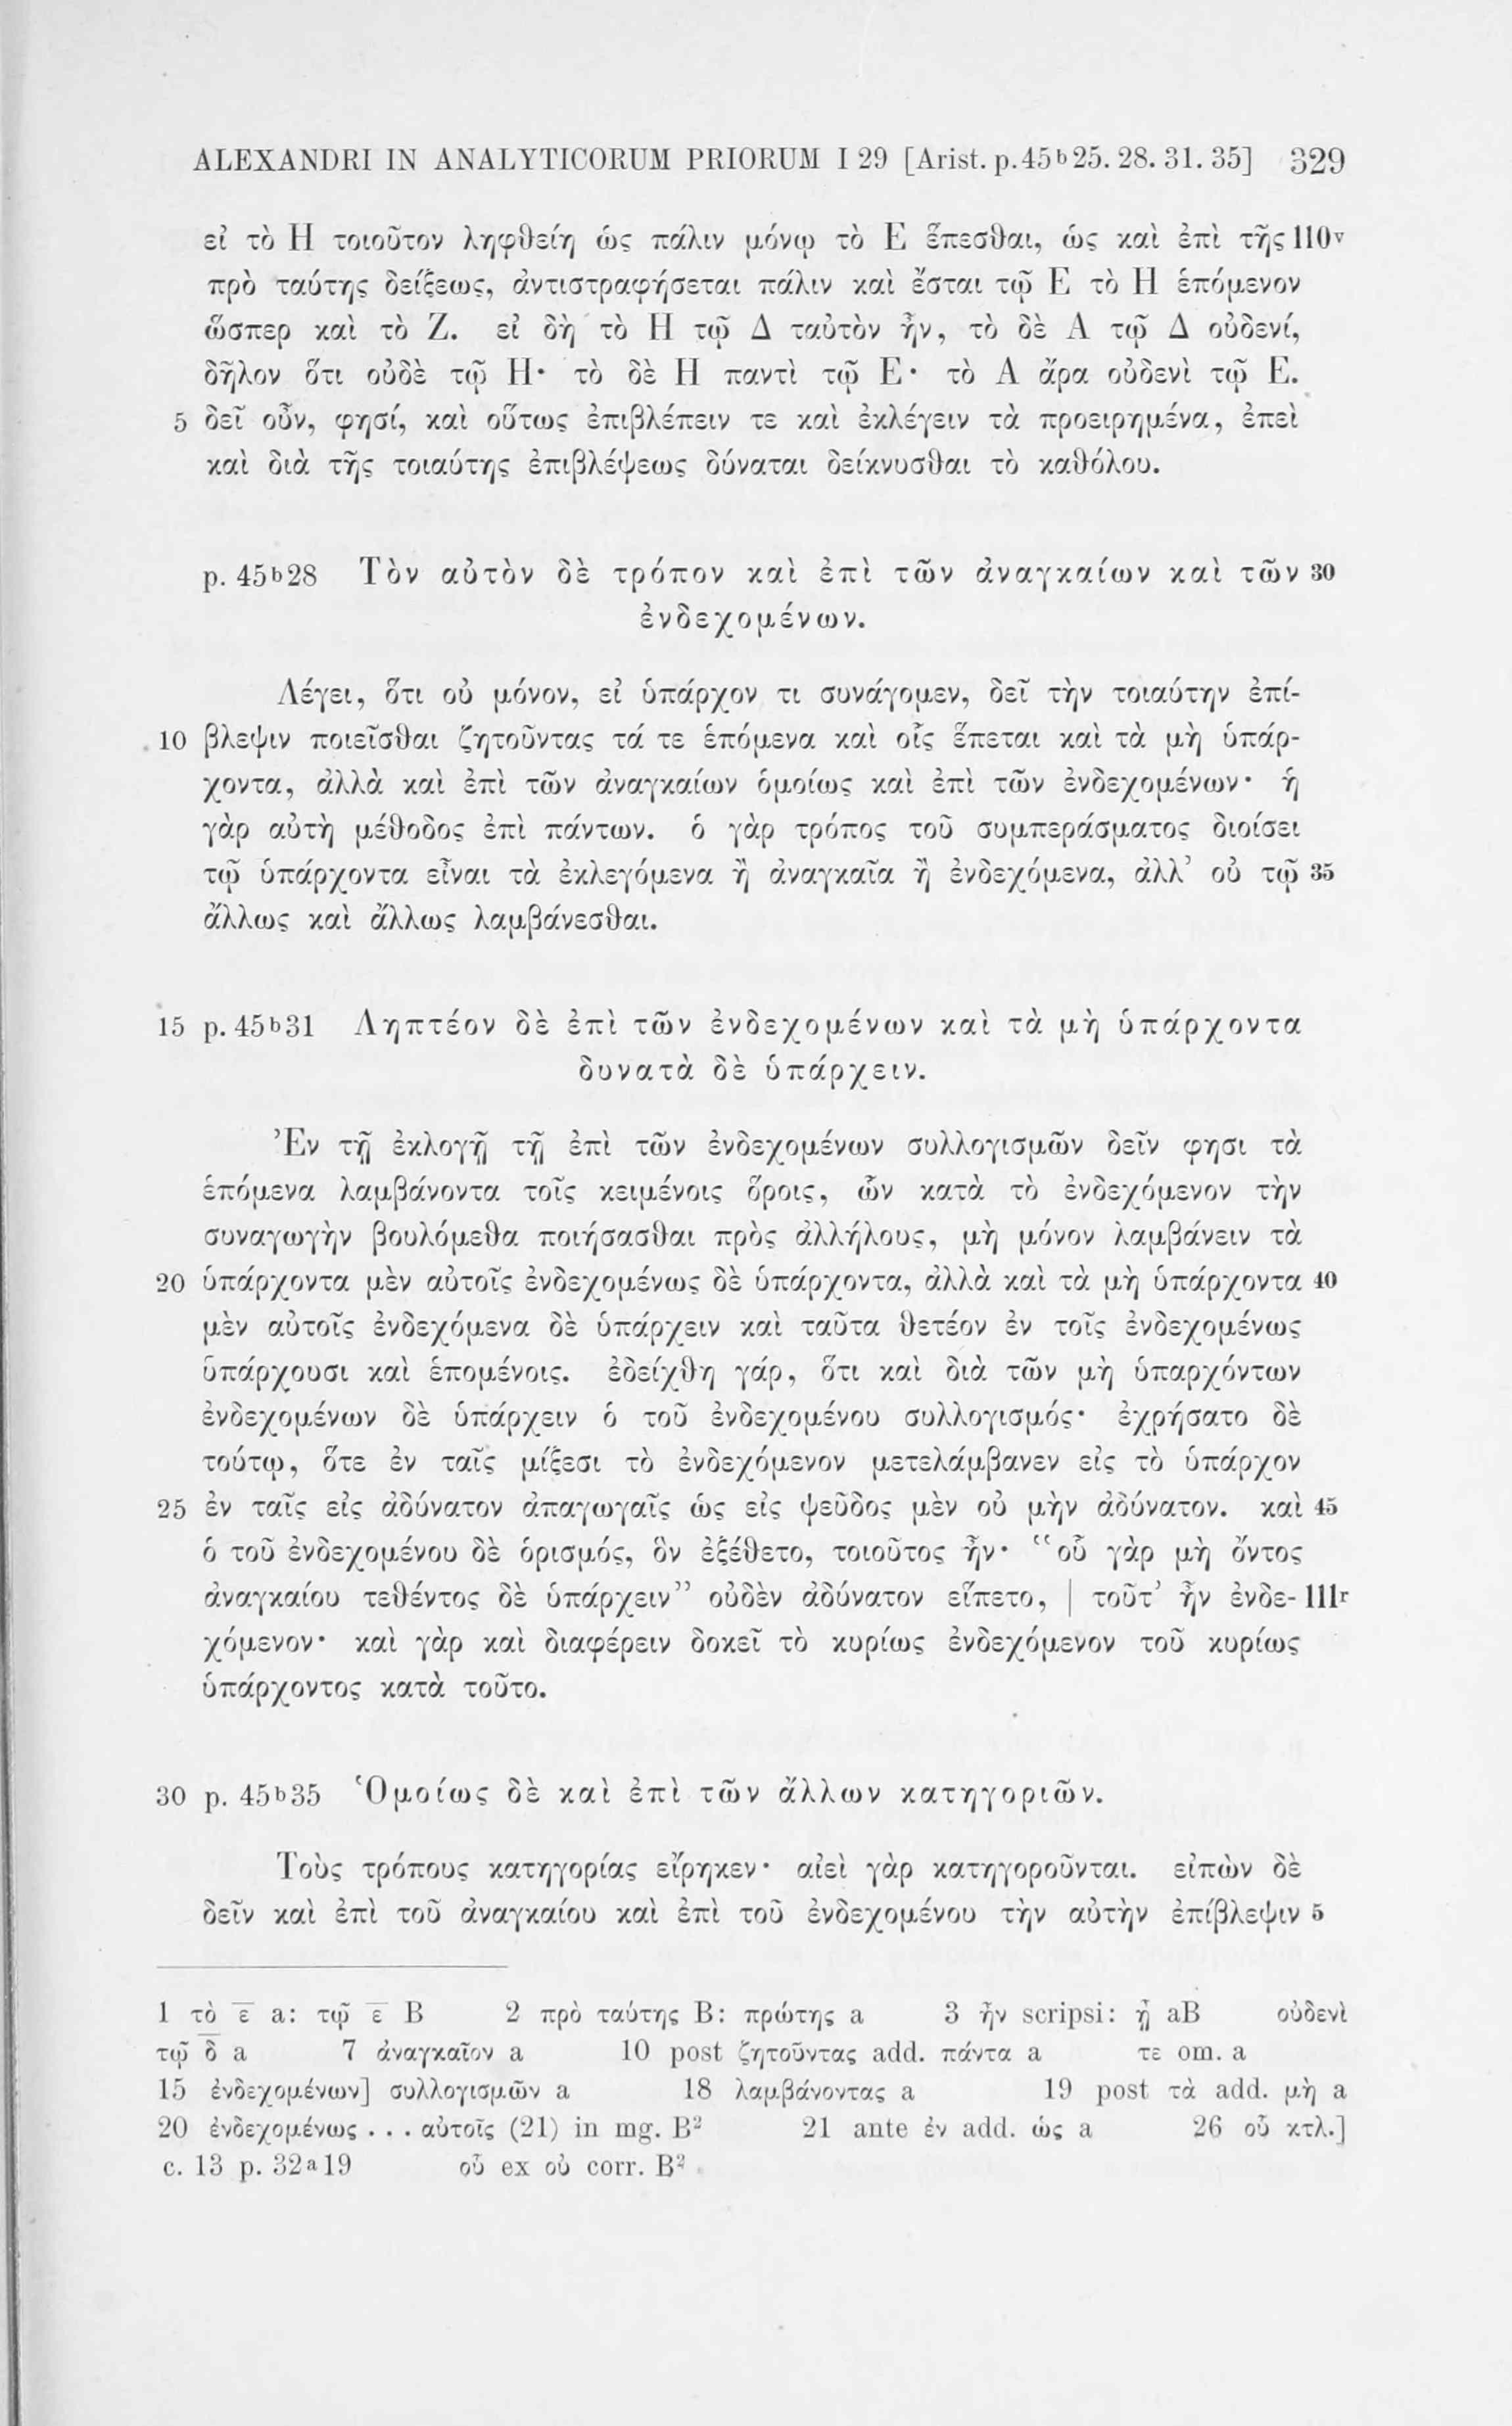 ALEXANDRI IN ANALYTICORUM PRIORUM I 29 [Arist. p.45b25. 28. 31. 35] 329
εἰ τὸ Η τοιοῦτον ληφθείη ὡς πάλιν μόνῳ τὸ Ε ἕπεσθαι, ὡς καὶ ἐπὶ τῆς 110v
πρὸ ταύτης δείξεως, ἀντιστραφήσεται πάλιν καὶ ἔσται τῷ Ε τὸ Η ἑπόμενον
ὥσπερ καὶ τὸ Ζ. εἰ δὴ τὸ Η τῷ Δ ταὐτὸν ἦν, τὸ δὲ Α τῷ Δ οὐδενί,
δῆλον ὅτι οὐδὲ τῷ Η· τὸ δὲ Η παντὶ τῷ Ε· τὸ Α ἄρα οὐδενὶ τῷ Ε.
5 δεῖ οὖν, φησί, καὶ οὕτως ἐπιβλέπειν τε καὶ ἐκλέγειν τὰ προειρημένα, ἐπεὶ
καὶ διὰ τῆς τοιαύτης ἐπιβλέψεως δύναται δείκνυσθαι τὸ καθόλου.
p. 45b28 Τὸν αὐτὸν δὲ τρόπον καὶ ἐπὶ τῶν ἀναγκαίων καὶ τῶν 30
ἐνδεχομένων.
Λέγει, ὅτι οὐ μόνον, εἰ ὑπάρχον τι συνάγομεν, δεῖ τὴν τοιαύτην ἐπί-
10 βλεψιν ποιεῖσθαι ζητοῦντας τά τε ἑπόμενα καὶ οἷς ἕπεται καὶ τὰ μὴ ὑπάρ-
χοντα, ἀλλὰ καὶ ἐπὶ τῶν ἀναγκαίων ὁμοίως καὶ ἐπὶ τῶν ἐνδεχομένων· ἡ
γὰρ αὐτὴ μέθοδος ἐπὶ πάντων. ὁ γὰρ τρόπος τοῦ συμπεράσματος διοίσει
τῷ ὑπάρχοντα εἶναι τὰ ἐκλεγόμενα ἢ ἀναγκαῖα ἢ ἐνδεχόμενα, ἀλλ’ οὐ τῷ 35
ἄλλως καὶ ἄλλως λαμβάνεσθαι.
15 p. 45b31 Ληπτέον δὲ ἐπὶ τῶν ἐνδεχομένων καὶ τὰ μὴ ὑπάρχοντα
δυνατὰ δὲ ὑπάρχειν.
Ἐν τῇ ἐκλογῇ τῇ ἐπὶ τῶν ἐνδεχομένων συλλογισμῶν δεῖν φησι τὰ
ἑπόμενα λαμβάνοντα τοῖς κειμένοις ὅροις, ὧν κατὰ τὸ ἐνδεχόμενον τὴν
συναγωγὴν βουλόμεθα ποιήσασθαι πρὸς ἀλλήλους, μὴ μόνον λαμβάνειν τὰ
20 ὑπάρχοντα μὲν αὐτοῖς ἐνδεχομένως δὲ ὑπάρχοντα, ἀλλὰ καὶ τὰ μὴ ὑπάρχοντα 40
μὲν αὐτοῖς ἐνδεχόμενα δὲ ὑπάρχειν καὶ ταῦτα θετέον ἐν τοῖς ἐνδεχομένως
ὑπάρχουσι καὶ ἑπομένοις. ἐδείχθη γάρ, ὅτι καὶ διὰ τῶν μὴ ὑπαρχόντων
ἐνδεχομένων δὲ ὑπάρχειν ὁ τοῦ ἐνδεχομένου συλλογισμός· ἐχρήσατο δὲ
τούτῳ, ὅτε ἐν ταῖς μίξεσι τὸ ἐνδεχόμενον μετελάμβανεν εἰς τὸ ὑπάρχον
25 ἐν ταῖς εἰς ἀδύνατον ἀπαγωγαῖς ὡς εἰς ψεῦδος μὲν οὐ μὴν ἀδύνατον. καὶ 45
ὁ τοῦ ἐνδεχομένου δὲ ὁρισμός, ὃν ἐξέθετο, τοιοῦτος ἦν· “οὗ γὰρ μὴ ὄντος
ἀναγκαίου τεθέντος δὲ ὑπάρχειν” οὐδὲν ἀδύνατον εἵπετο, | τοῦτ’ ἦν ἐνδε- 111r
χόμενον· καὶ γὰρ καὶ διαφέρειν δοκεῖ τὸ κυρίως ἐνδεχόμενον τοῦ κυρίως
ὑπάρχοντος κατὰ τοῦτο.
30 p. 45b35 Ὁμοίως δὲ καὶ ἐπὶ τῶν ἄλλων κατηγοριῶν.
Τοὺς τρόπους κατηγορίας εἴρηκεν· αἰεὶ γὰρ κατηγοροῦνται. εἰπὼν δὲ
δεῖν καὶ ἐπὶ τοῦ ἀναγκαίου καὶ ἐπὶ τοῦ ἐνδεχομένου τὴν αὐτὴν ἐπίβλεψιν 5
1 τὸ ε̅ a: τῷ ε̅ B 2 πρὸ ταύτης B: πρώτης a 3 ἦν scripsi: ᾖ aB οὐδενὶ
τῷ δ̅ a 7 ἀναγκαῖον a 10 post ζητοῦντας add. πάντα a τε om. a
15 ἐνδεχομένων] συλλογισμῶν a 18 λαμβάνοντας a 19 post τὰ add. μὴ a
20 ἐνδεχομένως . . . αὐτοῖς (21) in mg. B² 21 ante ἐν add. ὡς a 26 οὗ κτλ.]
c. 13 p. 32a19 οὗ ex οὐ corr. B²